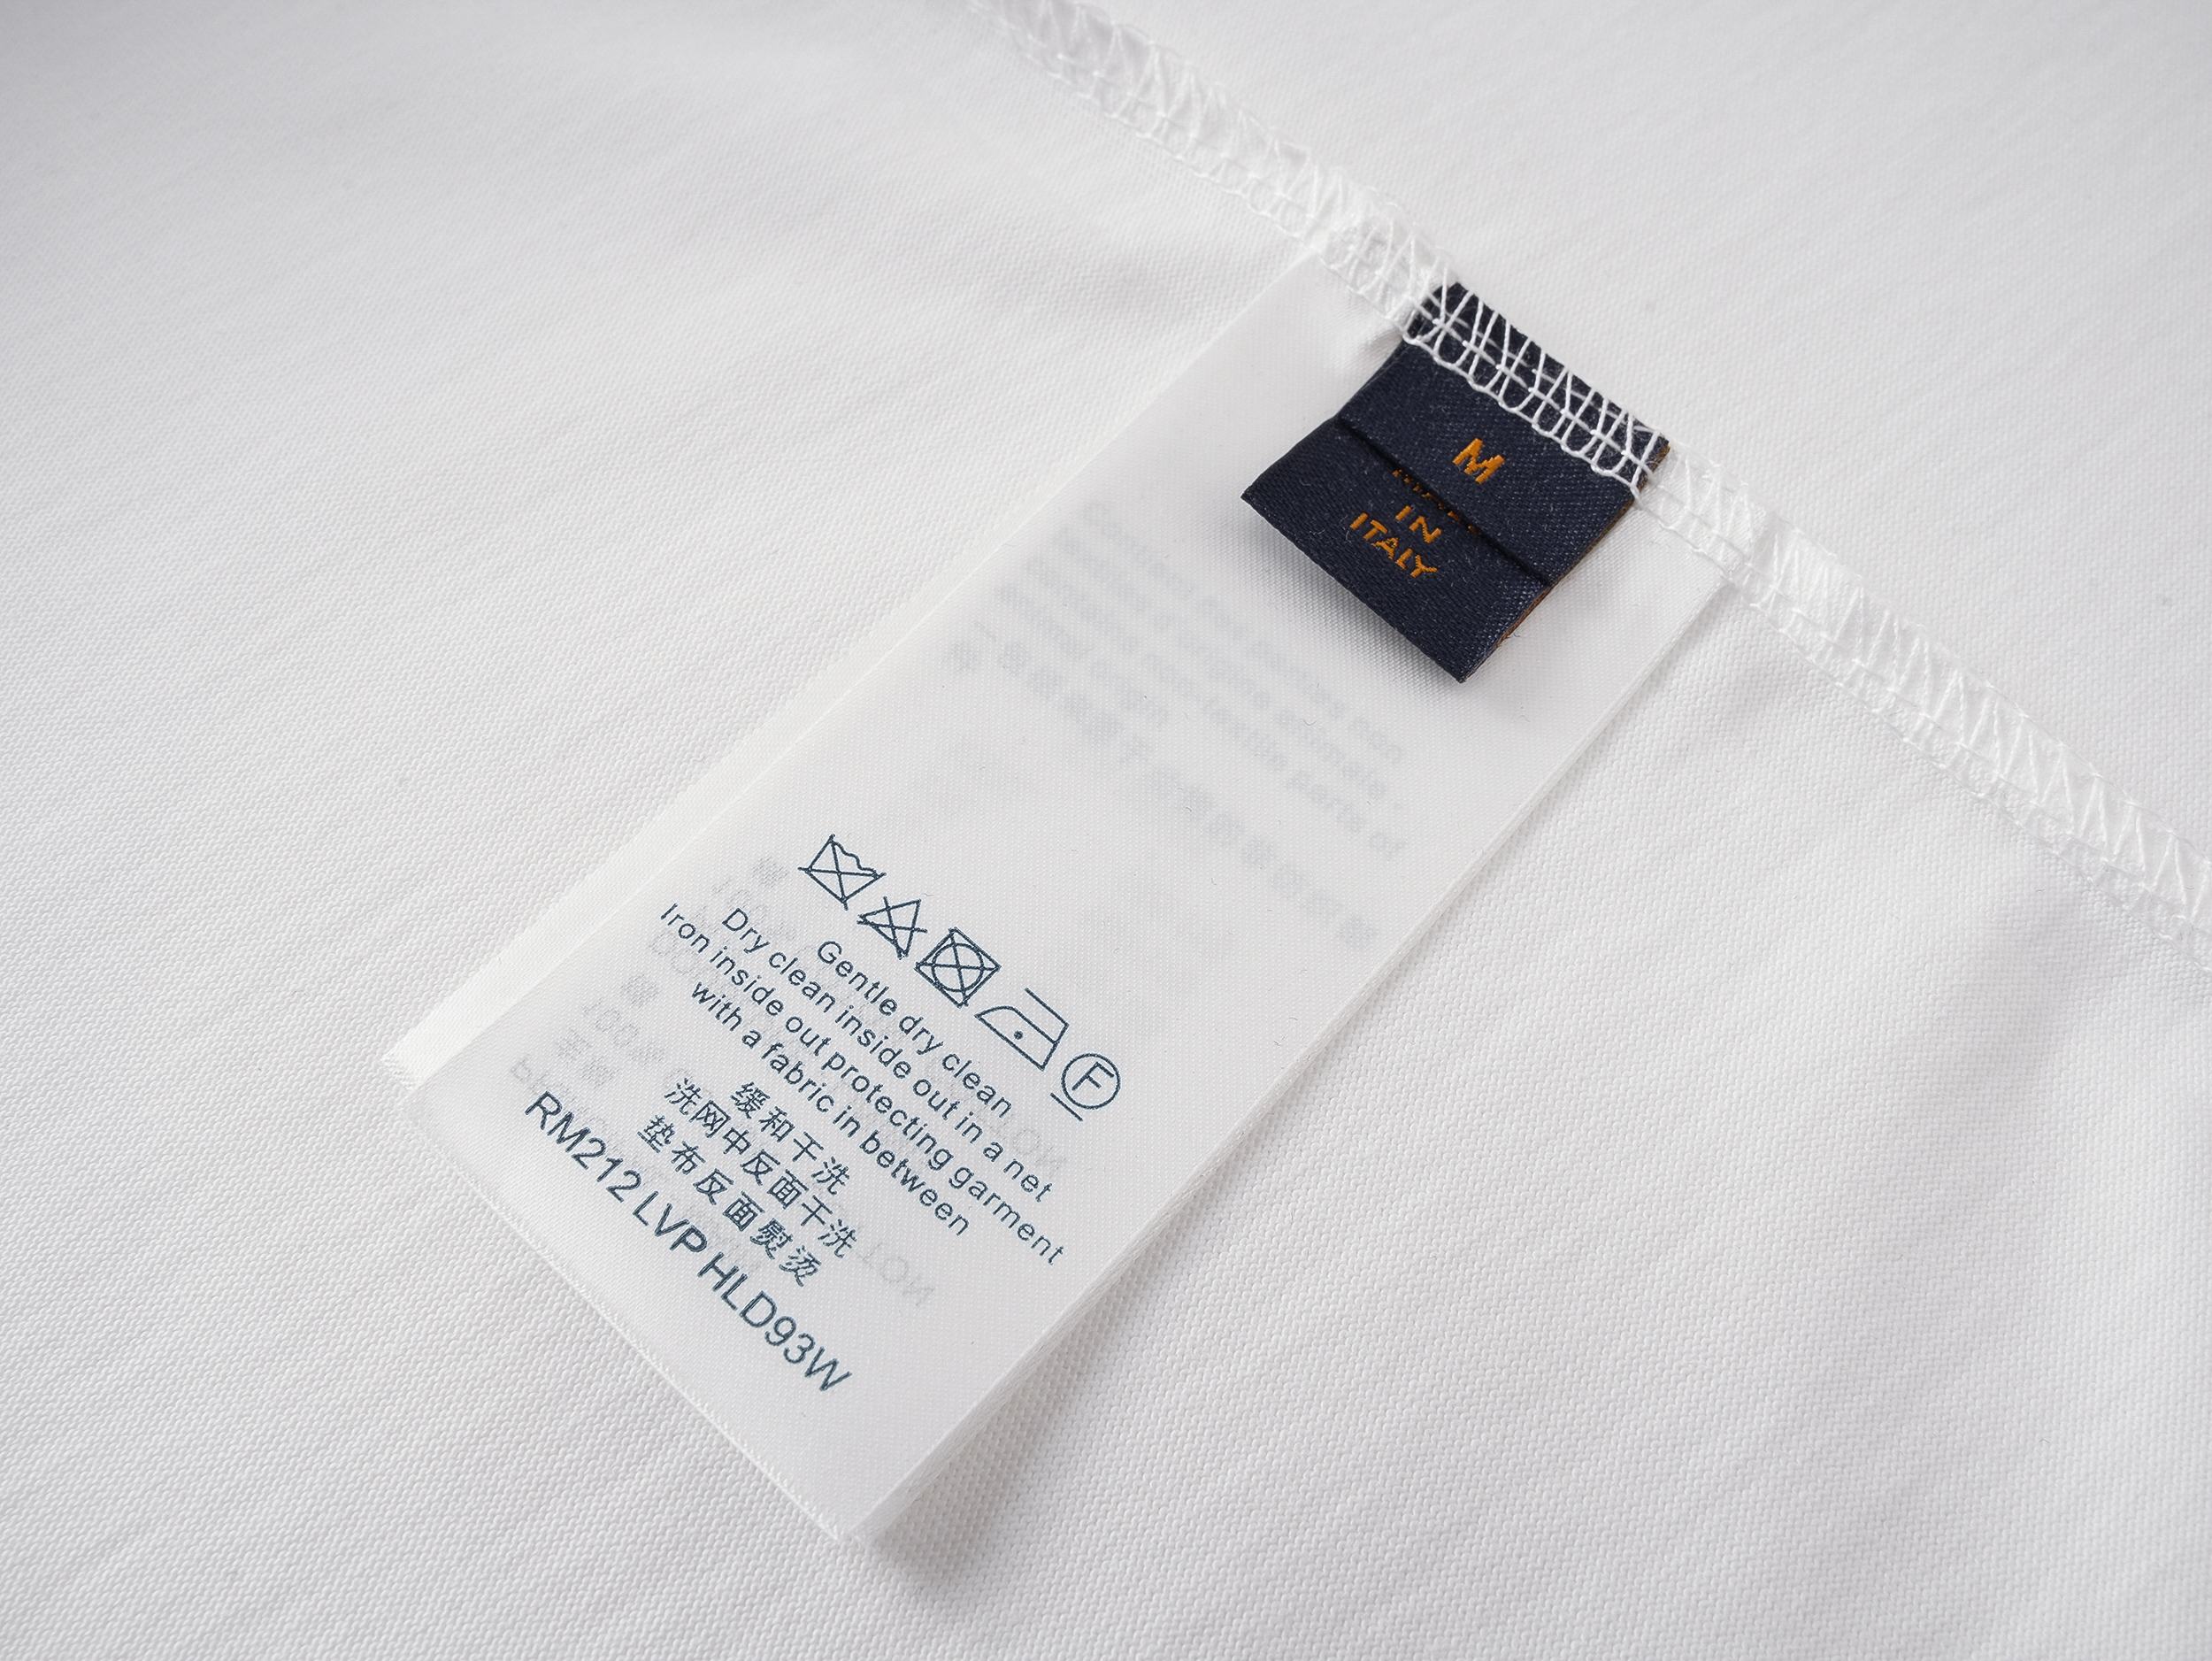 M
IN
ITALY
F
Gentle dry clean
Dry clean inside out in a net
Iron inside out protecting garment
with a fabric in between
缓和干洗
洗网中反面干洗
垫布反面熨烫
RM212 LVP HLD93W